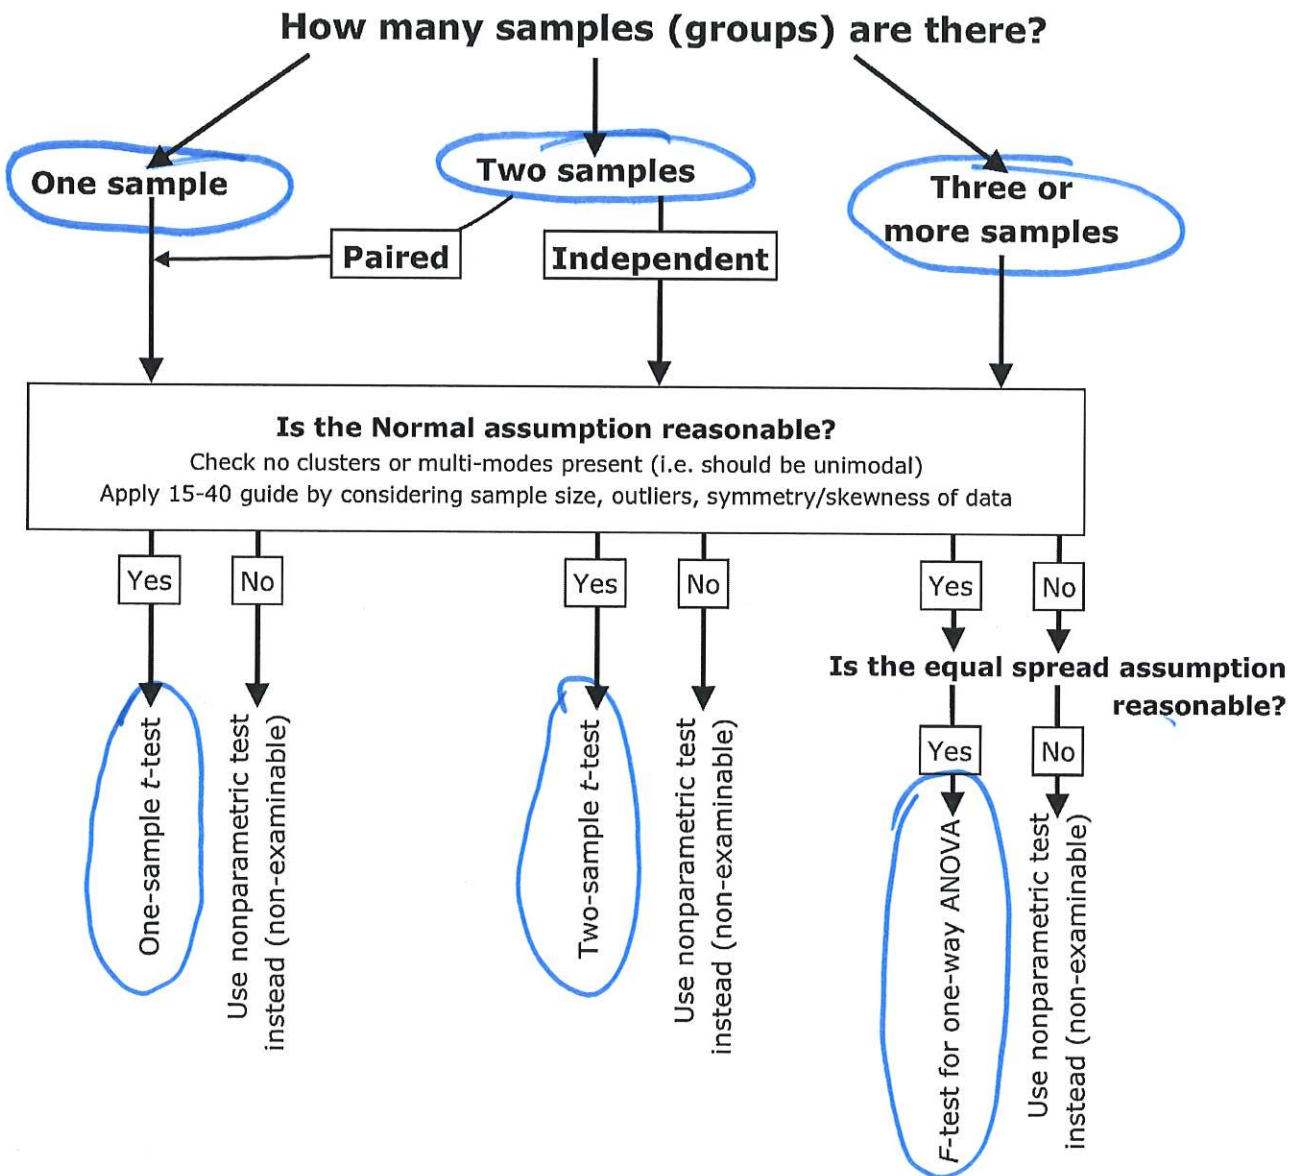 How many samples (groups) are there?
One sample
Two samples
Three or
more samples
Paired
Independent
Is the Normal assumption reasonable?
Check no clusters or multi-modes present (i.e. should be unimodal)
Apply 15-40 guide by considering sample size, outliers, symmetry/skewness of data
Yes
No
Yes
No
Yes
No
Is the equal spread assumption
reasonable?
Yes
No
One-sample t-test
Use nonparametric test
instead (non-examinable)
Two-sample t-test
Use nonparametric test
instead (non-examinable)
F-test for one-way ANOVA
Use nonparametric test
instead (non-examinable)